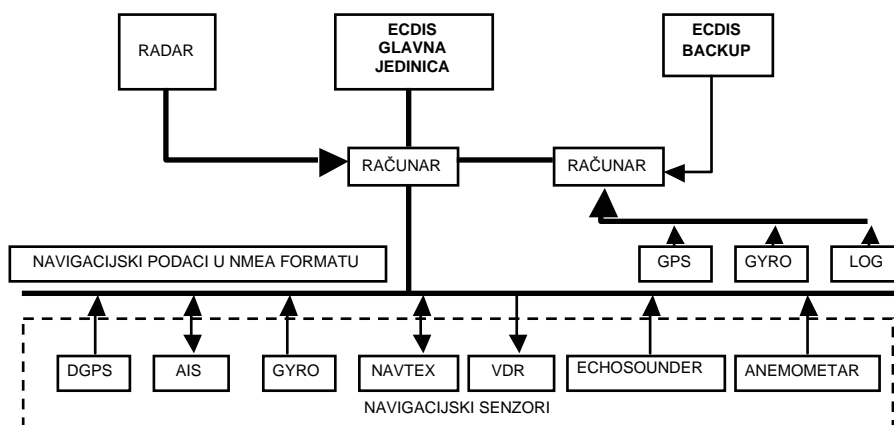 RADAR
ECDIS
GLAVNA
JEDINICA
ECDIS
BACKUP
RAČUNAR
RAČUNAR
NAVIGACIJSKI PODACI U NMEA FORMATU
GPS
GYRO
LOG
DGPS
AIS
GYRO
NAVTEX
VDR
ECHOSOUNDER
ANEMOMETAR
NAVIGACIJSKI SENZORI